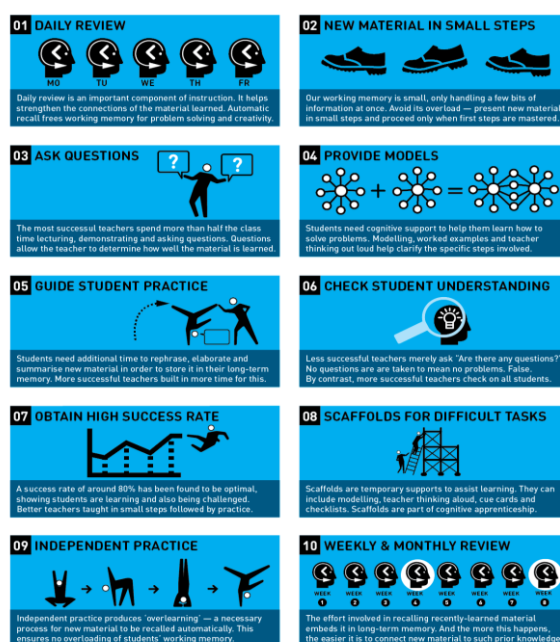 01 DAILY REVIEW
MO TU WE TH FR
Daily review is an important component of instruction. It helps
strengthen the connections of the material learned. Automatic
recall frees working memory for problem solving and creativity.
02 NEW MATERIAL IN SMALL STEPS
Our working memory is small, only handling a few bits of
information at once. Avoid its overload — present new material
in small steps and proceed only when first steps are mastered.
03 ASK QUESTIONS
? ?
The most successul teachers spend more than half the class
time lecturing, demonstrating and asking questions. Questions
allow the teacher to determine how well the material is learned.
04 PROVIDE MODELS
+ =
Students need cognitive support to help them learn how to
solve problems. Modelling, worked examples and teacher
thinking out loud help clarify the specific steps involved.
05 GUIDE STUDENT PRACTICE
Students need additional time to rephrase, elaborate and
summarise new material in order to store it in their long-term
memory. More successful teachers built in more time for this.
06 CHECK STUDENT UNDERSTANDING
Less successful teachers merely ask "Are there any questions?"
No questions are are taken to mean no problems. False.
By contrast, more successful teachers check on all students.
07 OBTAIN HIGH SUCCESS RATE
A success rate of around 80% has been found to be optimal,
showing students are learning and also being challenged.
Better teachers taught in small steps followed by practice.
08 SCAFFOLDS FOR DIFFICULT TASKS
Scaffolds are temporary supports to assist learning. They can
include modelling, teacher thinking aloud, cue cards and
checklists. Scaffolds are part of cognitive apprenticeship.
09 INDEPENDENT PRACTICE
Independent practice produces 'overlearning' — a necessary
process for new material to be recalled automatically. This
ensures no overloading of students' working memory.
10 WEEKLY & MONTHLY REVIEW
WEEK WEEK WEEK WEEK WEEK WEEK WEEK WEEK
1 2 3 4 5 6 7 8
The effort involved in recalling recently-learned material
embeds it in long-term memory. And the more this happens,
the easier it is to connect new material to such prior knowledge.